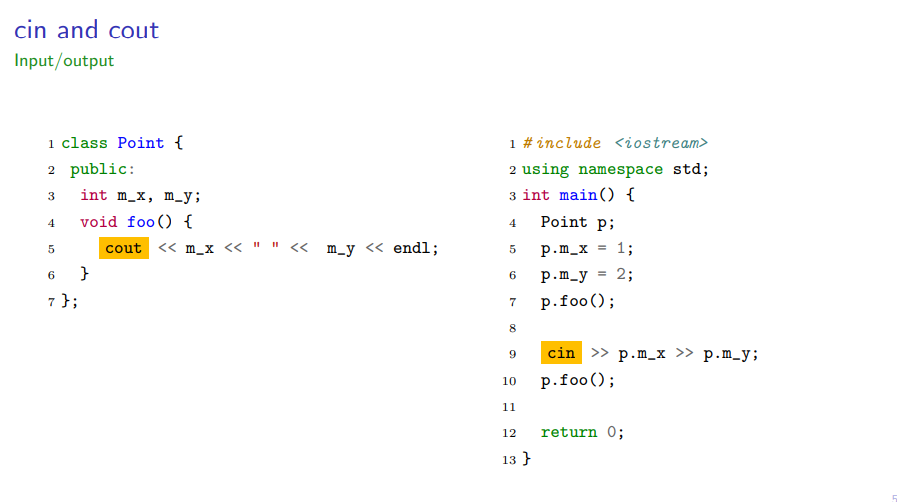 cin and cout
Input/output
1 class Point {
2 public:
3 int m_x, m_y;
4 void foo() {
5 cout << m_x << " " << m_y << endl;
6 }
7 };
1 #include <iostream>
2 using namespace std;
3 int main() {
4 Point p;
5 p.m_x = 1;
6 p.m_y = 2;
7 p.foo();
8
9 cin >> p.m_x >> p.m_y;
10 p.foo();
11
12 return 0;
13 }
5